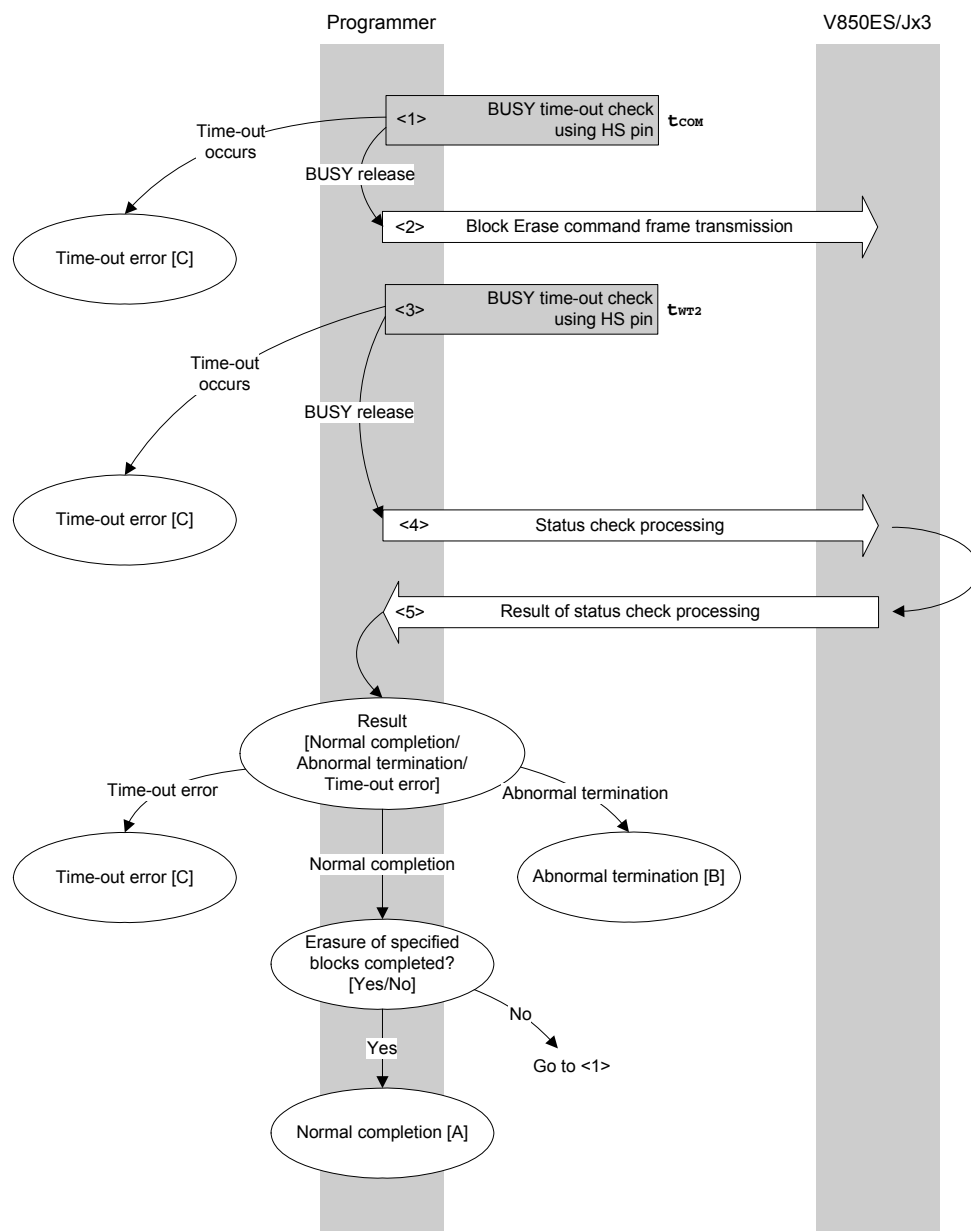 Programmer
V850ES/Jx3
<1>
BUSY time-out check
using HS pin
tCOM
Time-out
occurs
BUSY release
<2>
Block Erase command frame transmission
Time-out error [C]
<3>
BUSY time-out check
using HS pin
tWT2
Time-out
occurs
BUSY release
Time-out error [C]
<4>
Status check processing
<5>
Result of status check processing
Result
[Normal completion/
Abnormal termination/
Time-out error]
Time-out error
Abnormal termination
Time-out error [C]
Normal completion
Abnormal termination [B]
Erasure of specified
blocks completed?
[Yes/No]
No
Yes
Go to <1>
Normal completion [A]